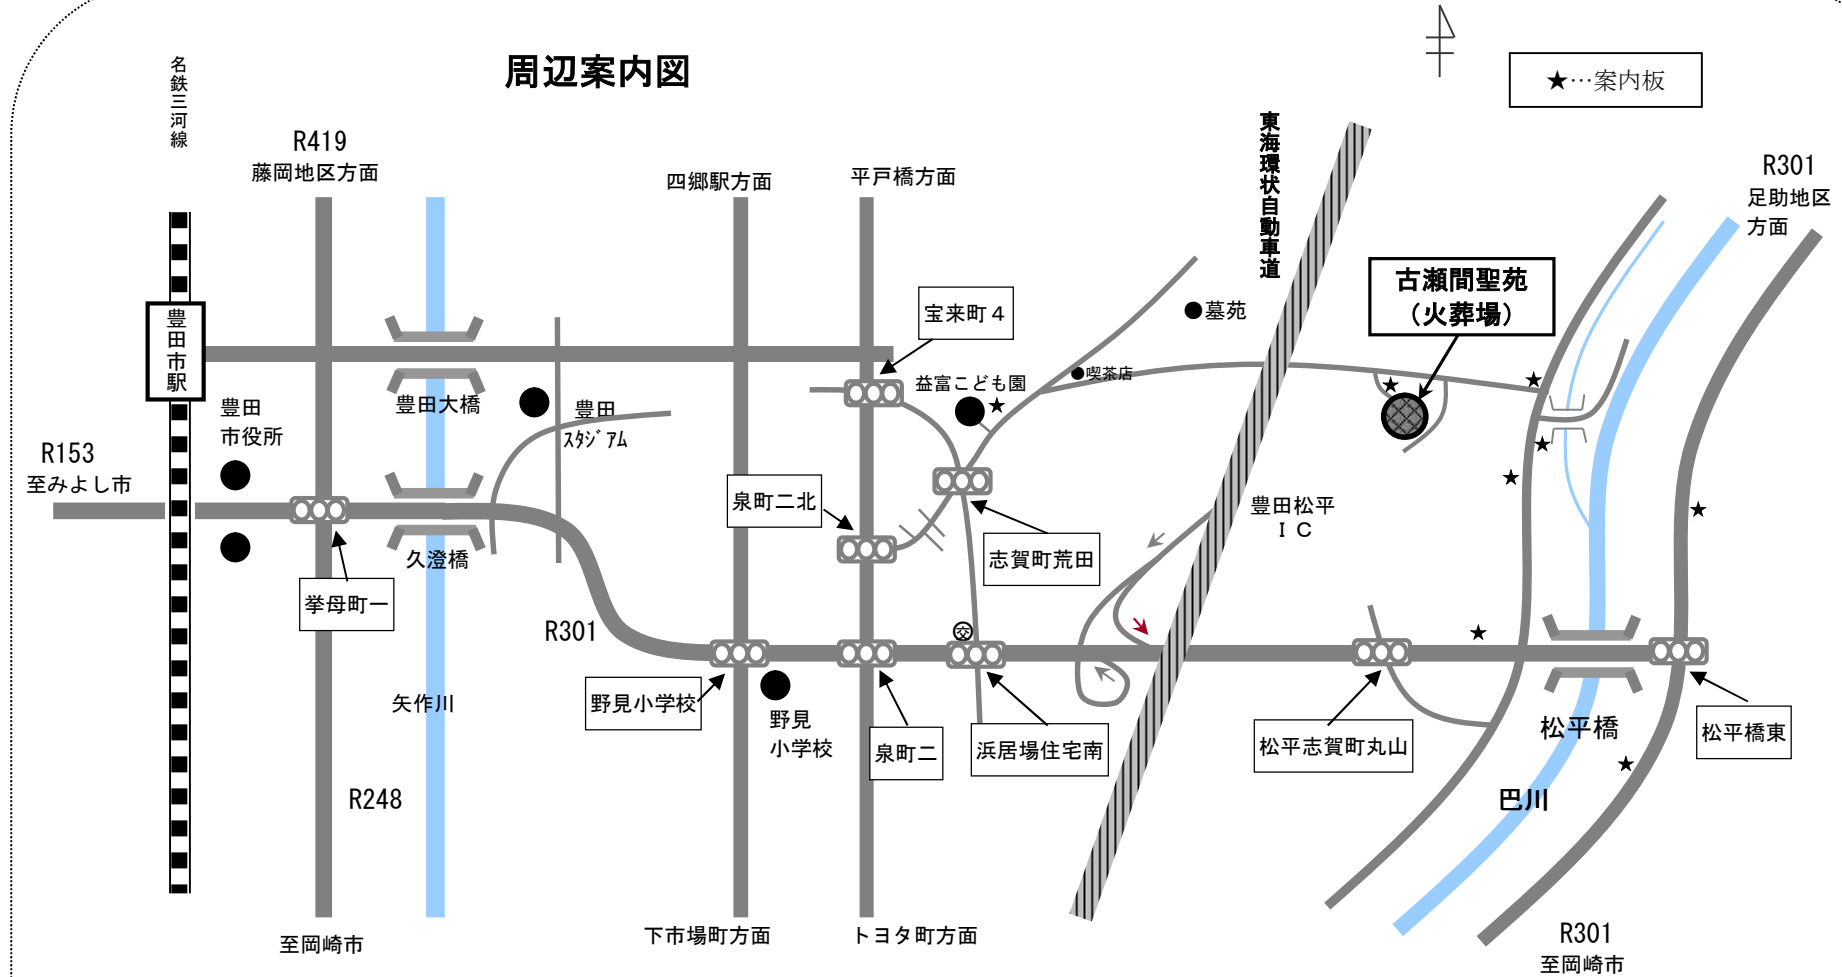 周辺案内図
★…案内板
名鉄三河線
R419
藤岡地区方面
四郷駅方面
平戸橋方面
東海環状自動車道
R301
足助地区
方面
古瀬間聖苑
(火葬場)
宝来町4
墓苑
喫茶店
益富こども園
豊田市駅
豊田
市役所
豊田大橋
豊田
スタジアム
R153
至みよし市
泉町二北
豊田松平
IC
志賀町荒田
久澄橋
挙母町一
R301
交
野見小学校
矢作川
野見
小学校
泉町二
浜居場住宅南
松平志賀町丸山
松平橋
松平橋東
R248
巴川
至岡崎市
下市場町方面
トヨタ町方面
R301
至岡崎市